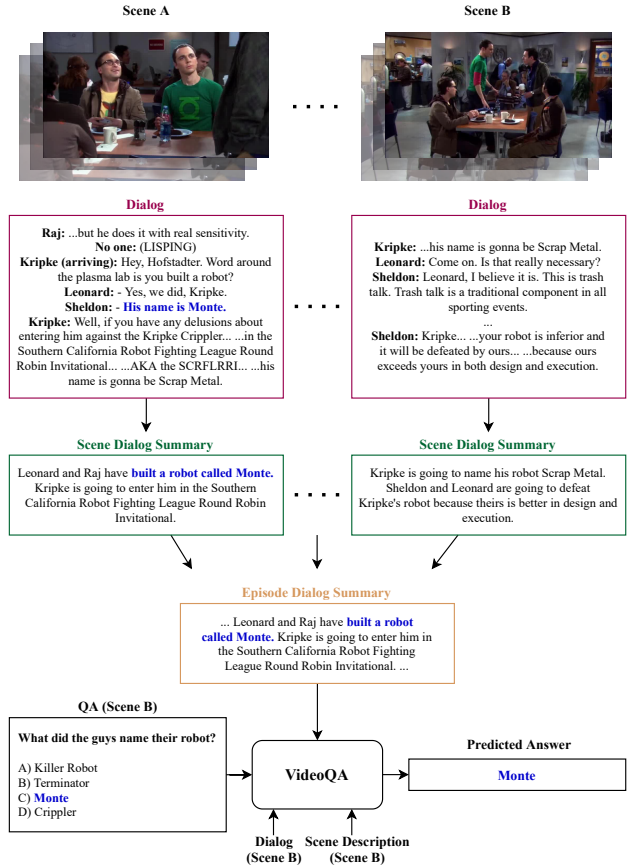 Scene A
Scene B
Dialog
Raj: ...but he does it with real sensitivity.
No one: (LISPING)
Kripke (arriving): Hey, Hofstadter. Word around
the plasma lab is you built a robot?
Leonard: - Yes, we did, Kripke.
Sheldon: - His name is Monte.
Kripke: Well, if you have any delusions about
entering him against the Kripke Crippler... ...in the
Southern California Robot Fighting League Round
Robin Invitational... ...AKA the SCRFLRRI... ...his
name is gonna be Scrap Metal.
Dialog
Kripke: ...his name is gonna be Scrap Metal.
Leonard: Come on. Is that really necessary?
Sheldon: Leonard, I believe it is. This is trash
talk. Trash talk is a traditional component in all
sporting events.
...
Sheldon: Kripke... ...your robot is inferior and
it will be defeated by ours... ...because ours
exceeds yours in both design and execution.
Scene Dialog Summary
Leonard and Raj have built a robot called Monte.
Kripke is going to enter him in the Southern
California Robot Fighting League Round Robin
Invitational.
Scene Dialog Summary
Kripke is going to name his robot Scrap Metal.
Sheldon and Leonard are going to defeat
Kripke's robot because theirs is better in design and
execution.
Episode Dialog Summary
... Leonard and Raj have built a robot
called Monte. Kripke is going to enter him in
the Southern California Robot Fighting
League Round Robin Invitational. ...
QA (Scene B)
What did the guys name their robot?
A) Killer Robot
B) Terminator
C) Monte
D) Crippler
VideoQA
Predicted Answer
Monte
Dialog
(Scene B)
Scene Description
(Scene B)